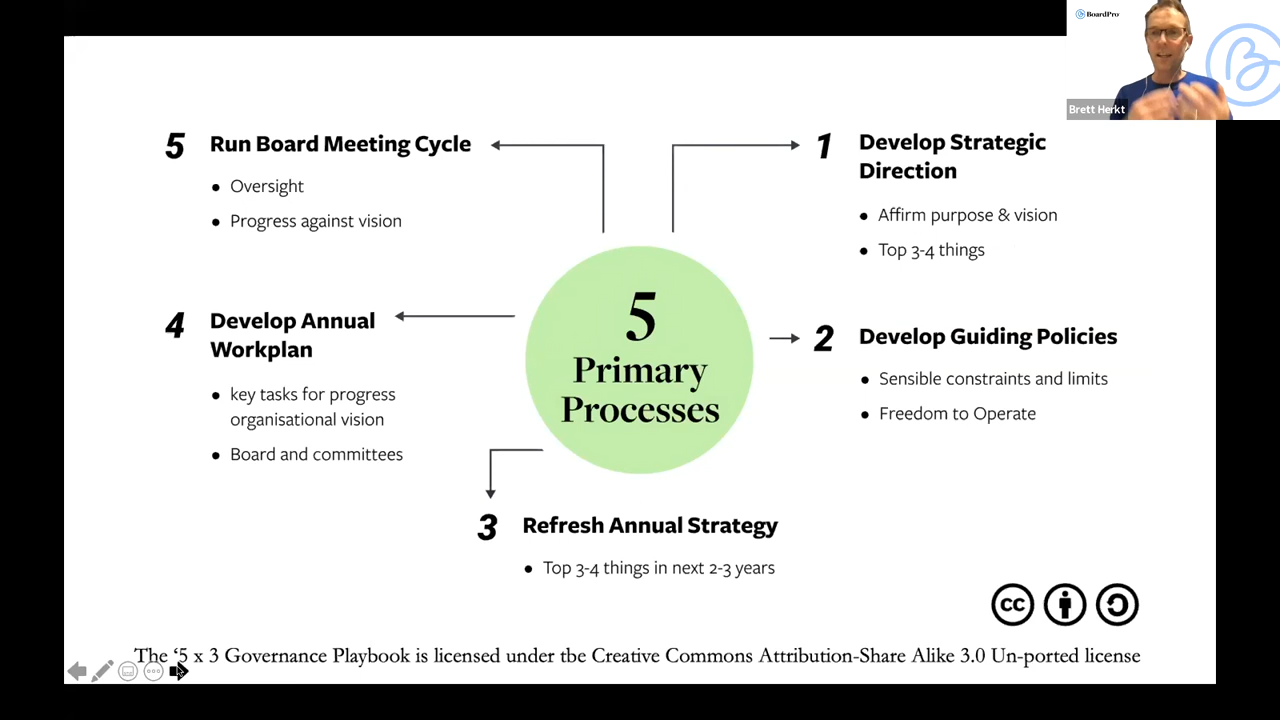 BoardPro
Brett Herkt
5 Run Board Meeting Cycle
• Oversight
• Progress against vision
1 Develop Strategic
Direction
• Affirm purpose & vision
• Top 3-4 things
5
Primary
Processes
4 Develop Annual
Workplan
• key tasks for progress
organisational vision
• Board and committees
2 Develop Guiding Policies
• Sensible constraints and limits
• Freedom to Operate
3 Refresh Annual Strategy
• Top 3-4 things in next 2-3 years
cc
The ‘5 x 3 Governance Playbook is licensed under tbe Creative Commons Attribution-Share Alike 3.0 Un-ported license